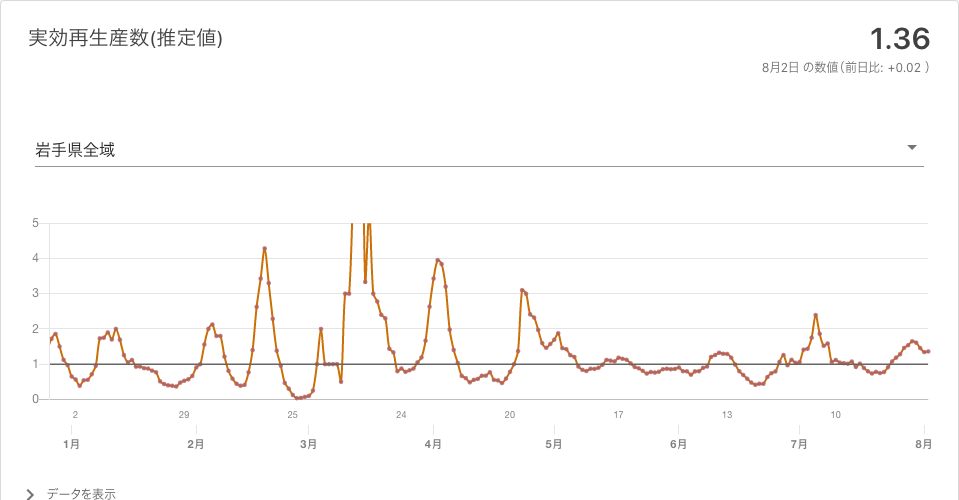 実効再生産数(推定値)
1.36
8月2日 の数値（前日比: +0.02 ）
岩手県全域
5
4
3
2
1
0
2 29 25 24 20 17 13 10
1月 2月 3月 4月 5月 6月 7月 8月
データを表示